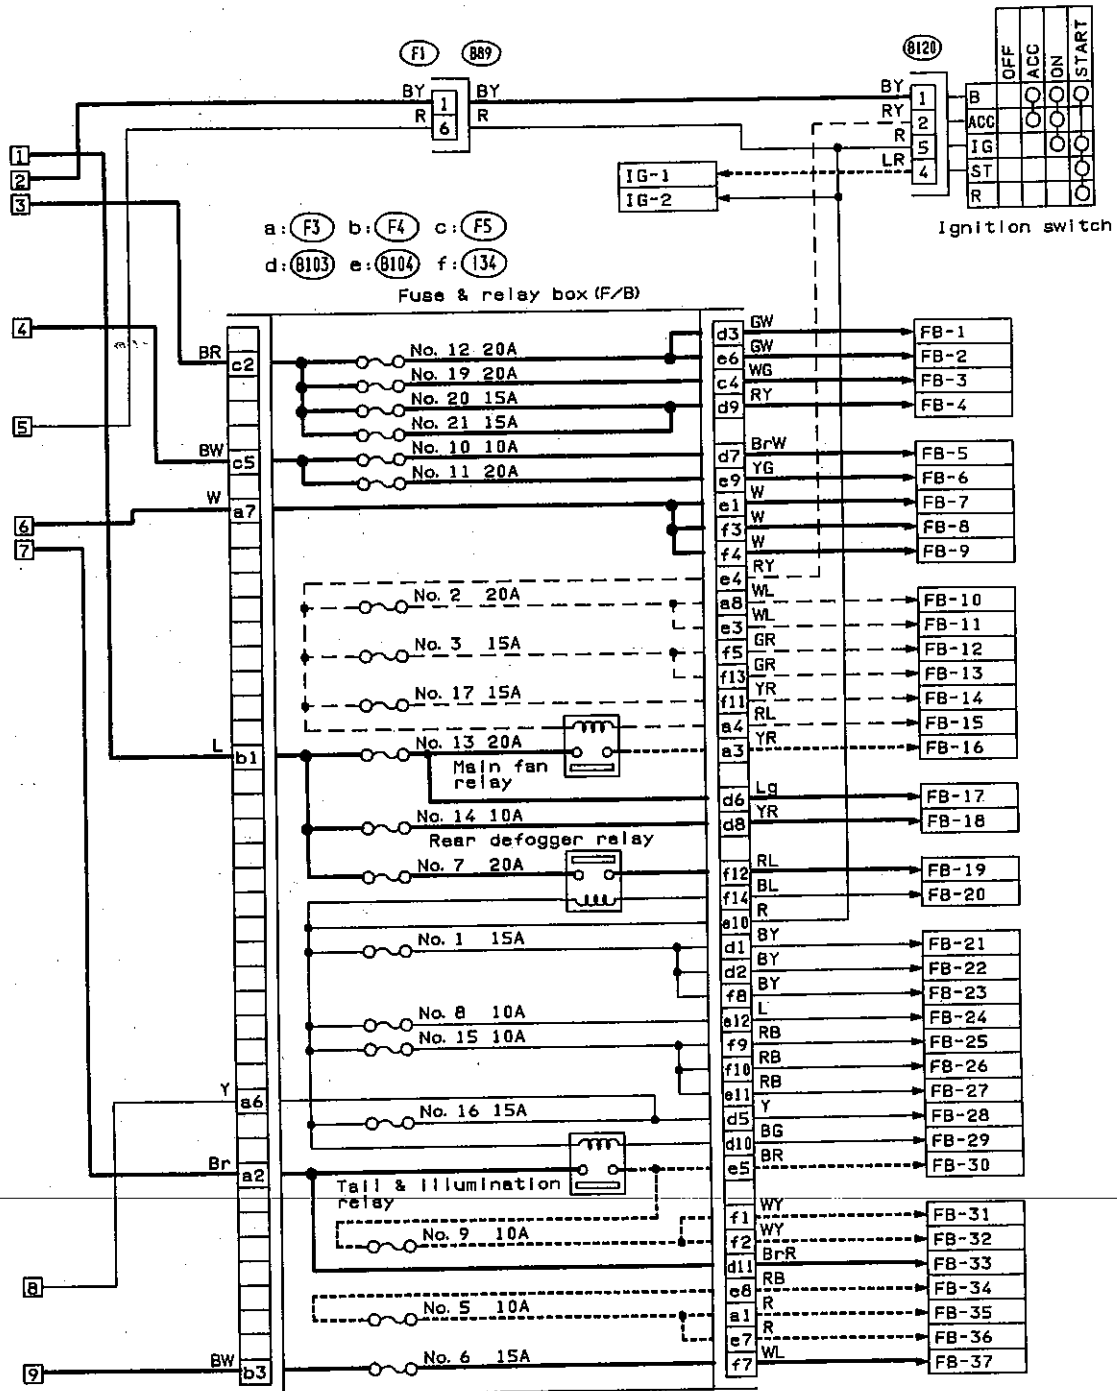 F1 B89 B120
OFF ACC ON START
BY 1 BY BY 1 B
R 6 R RY 2 ACC
R 5 IG
LR 4 ST
R
Ignition switch
IG-1
IG-2
1
2
3
4
5
6
7
8
9
a: F3 b: F4 c: F5
d: B103 e: B104 f: i34
Fuse & relay box (F/B)
BR c2
BW c5
W a7
L b1
Y a6
Br a2
BW b3
No. 12 20A
No. 19 20A
No. 20 15A
No. 21 15A
No. 10 10A
No. 11 20A
No. 2 20A
No. 3 15A
No. 17 15A
No. 13 20A
Main fan
relay
No. 14 10A
Rear defogger relay
No. 7 20A
No. 1 15A
No. 8 10A
No. 15 10A
No. 16 15A
Tail & Illumination
relay
No. 9 10A
No. 5 10A
No. 6 15A
d3 GW FB-1
e6 GW FB-2
c4 WG FB-3
d9 RY FB-4
d7 BrW FB-5
e9 YG FB-6
e1 W FB-7
f3 W FB-8
f4 W FB-9
e4 RY
a8 WL FB-10
e3 WL FB-11
f5 GR FB-12
f13 GR FB-13
f11 YR FB-14
a4 RL FB-15
a3 YR FB-16
d6 Lg FB-17
d8 YR FB-18
f12 RL FB-19
f14 BL FB-20
e10 R
d1 BY FB-21
d2 BY FB-22
f8 BY FB-23
e12 L FB-24
f9 RB FB-25
f10 RB FB-26
e11 RB FB-27
d5 Y FB-28
d10 BG FB-29
e5 BR FB-30
f1 WY FB-31
f2 WY FB-32
d11 BrR FB-33
e8 RB FB-34
a1 R FB-35
e7 R FB-36
f7 WL FB-37